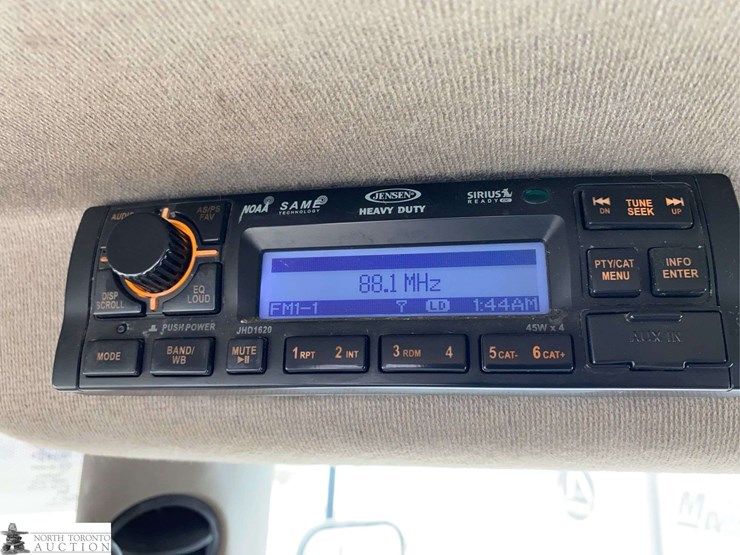 AUDIO
AS/PS
FAV
DISP
SCROLL
EQ
LOUD
PUSH POWER
NOAA SAME
TECHNOLOGY
JENSEN
HEAVY DUTY
SIRIUS
READY
88.1 MHz
FM1-1 LD 1:44AM
JHD1620
45W x 4
MODE
BAND/
WB
MUTE
1 RPT 2 INT
3 RDM 4
5 CAT- 6 CAT+
DN TUNE
SEEK UP
PTY/CAT
MENU
INFO
ENTER
AUX IN
NORTH TORONTO
AUCTION